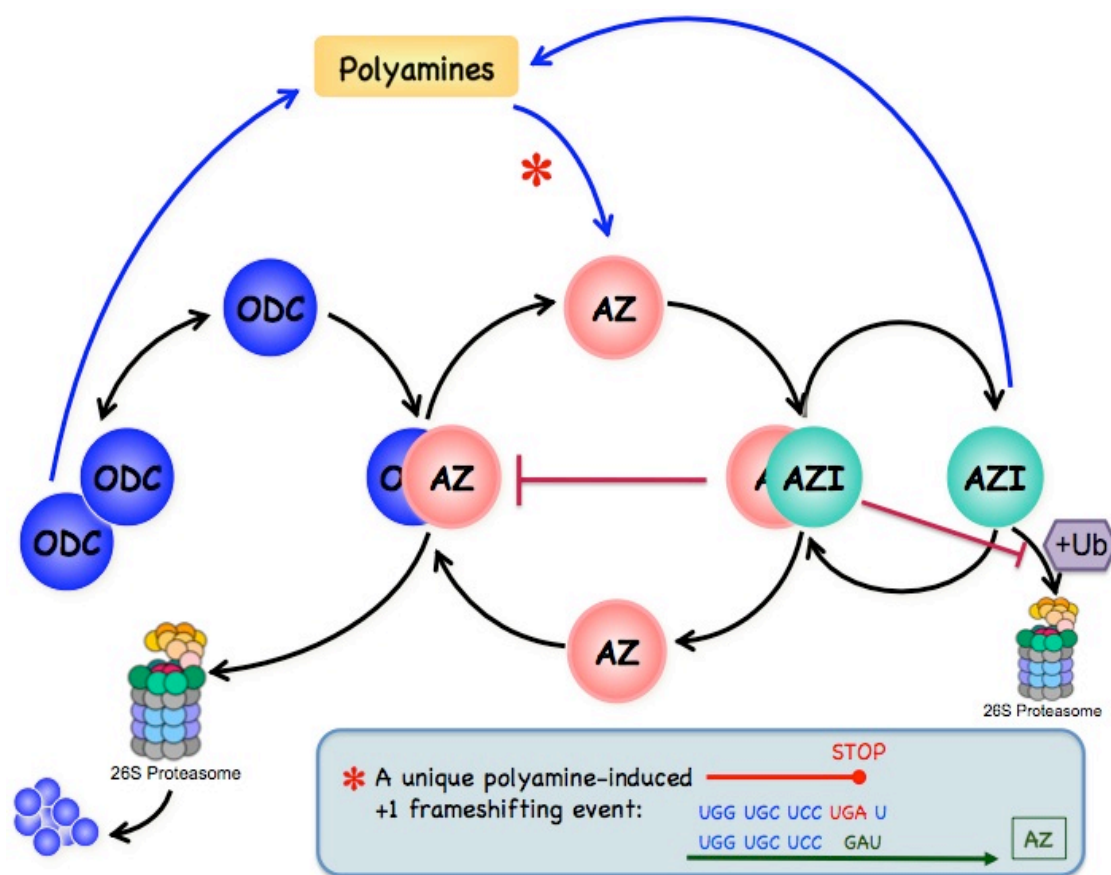 Polyamines
*
ODC
AZ
ODC
ODC
O
AZ
A
AZI
AZI
+Ub
AZ
26S Proteasome
26S Proteasome
STOP
* A unique polyamine-induced
+1 frameshifting event:
UGG UGC UCC UGA U
UGG UGC UCC GAU
AZ